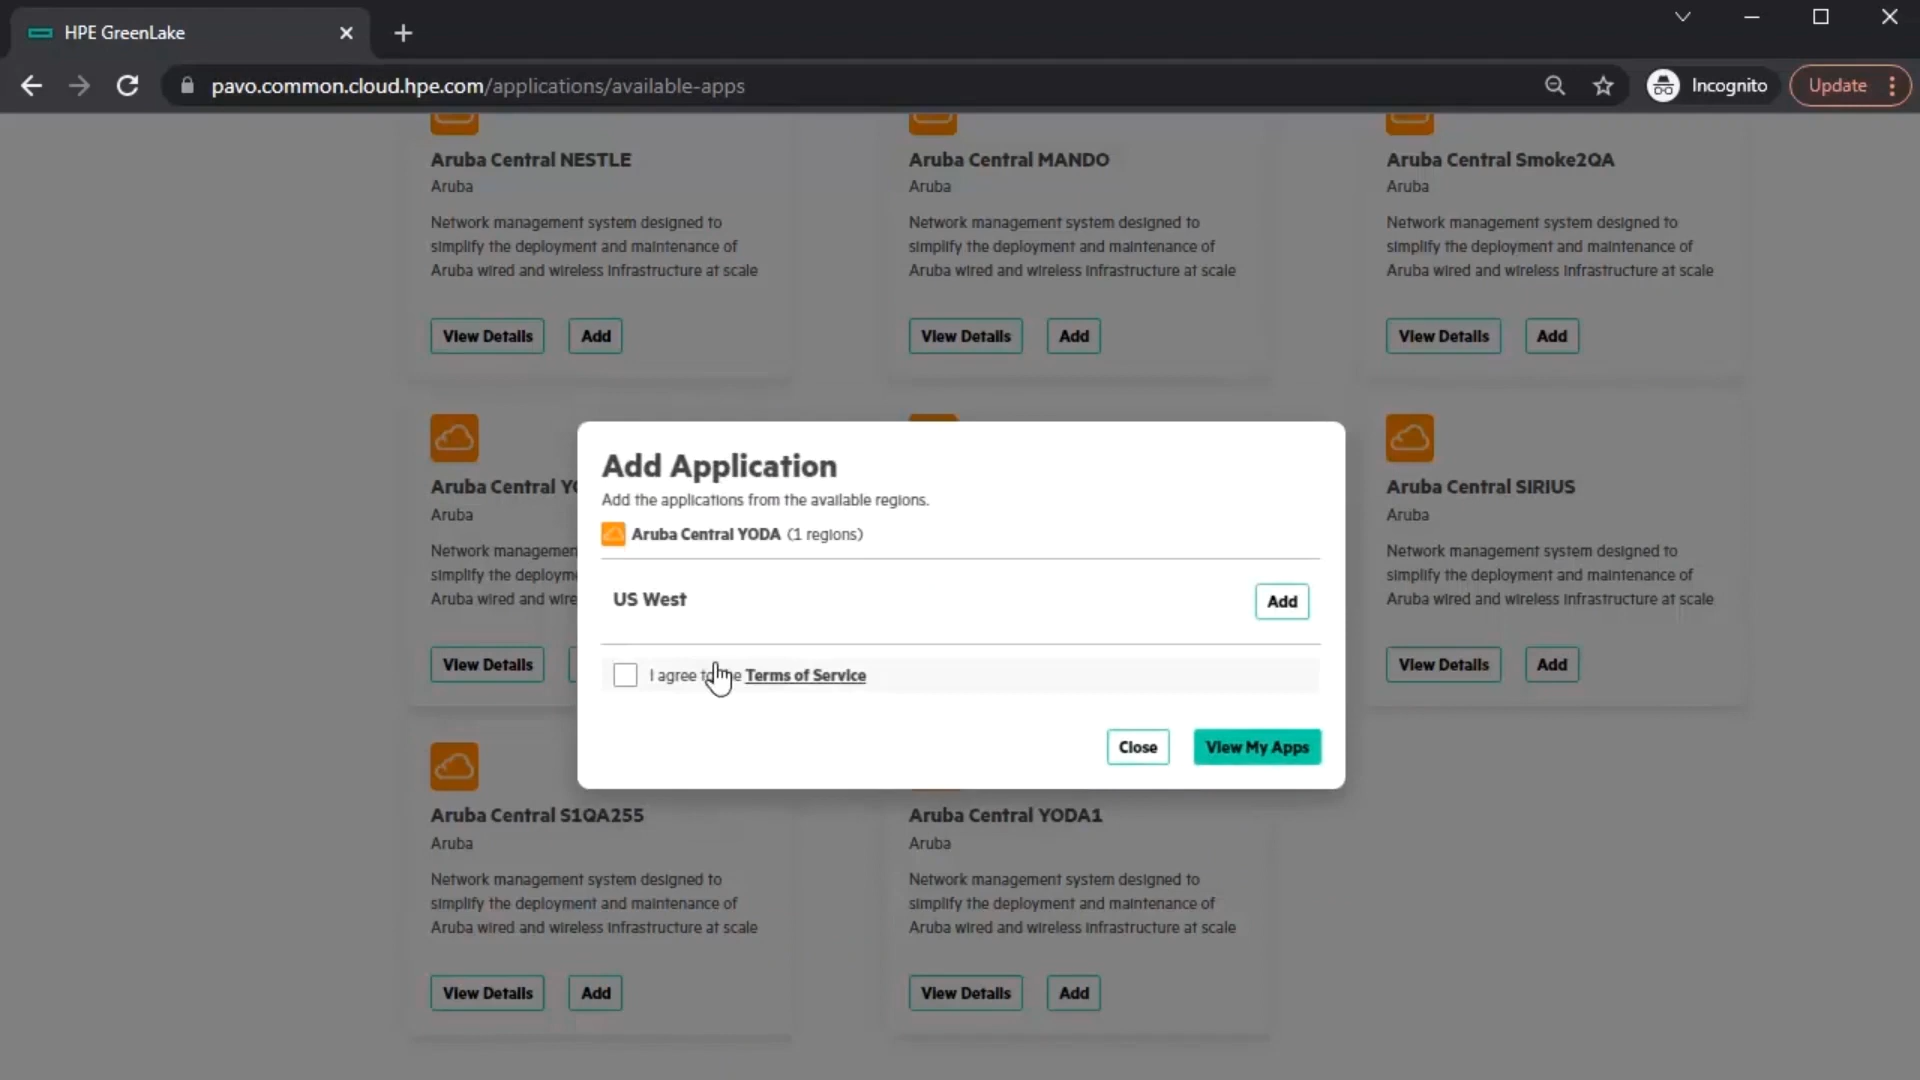 HPE GreenLake
pavo.common.cloud.hpe.com/applications/available-apps
Incognito
Update
Aruba Central NESTLE
Aruba
Network management system designed to
simplify the deployment and maintenance of
Aruba wired and wireless infrastructure at scale
View Details
Add
Aruba Central MANDO
Aruba
Network management system designed to
simplify the deployment and maintenance of
Aruba wired and wireless infrastructure at scale
View Details
Add
Aruba Central Smoke2QA
Aruba
Network management system designed to
simplify the deployment and maintenance of
Aruba wired and wireless infrastructure at scale
View Details
Add
Aruba Central
Aruba
Network
simplify the
Aruba wired and
View Details
Add Application
Add the applications from the available regions.
Aruba Central YODA (1 regions)
US West
Add
I agree Terms of Service
Close
View My Apps
Aruba Central SIRIUS
Aruba
Network management system designed to
simplify the deployment and maintenance of
Aruba wired and wireless infrastructure at scale
View Details
Add
Aruba Central S1QA255
Aruba
Network management system designed to
simplify the deployment and maintenance of
Aruba wired and wireless infrastructure at scale
View Details
Add
Aruba Central YODA1
Aruba
Network management system designed to
simplify the deployment and maintenance of
Aruba wired and wireless infrastructure at scale
View Details
Add